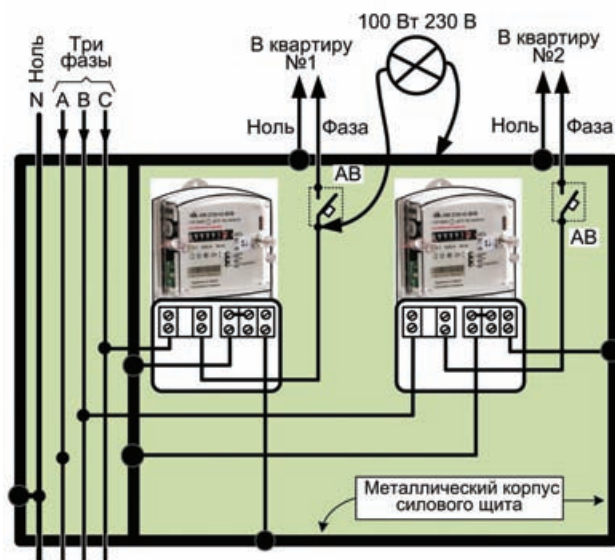 100 Вт 230 В
В квартиру
№1
В квартиру
№2
Ноль
Три
фазы
N A B C
Ноль
Фаза
Ноль
Фаза
АВ
АВ
Металлический корпус
силового щита